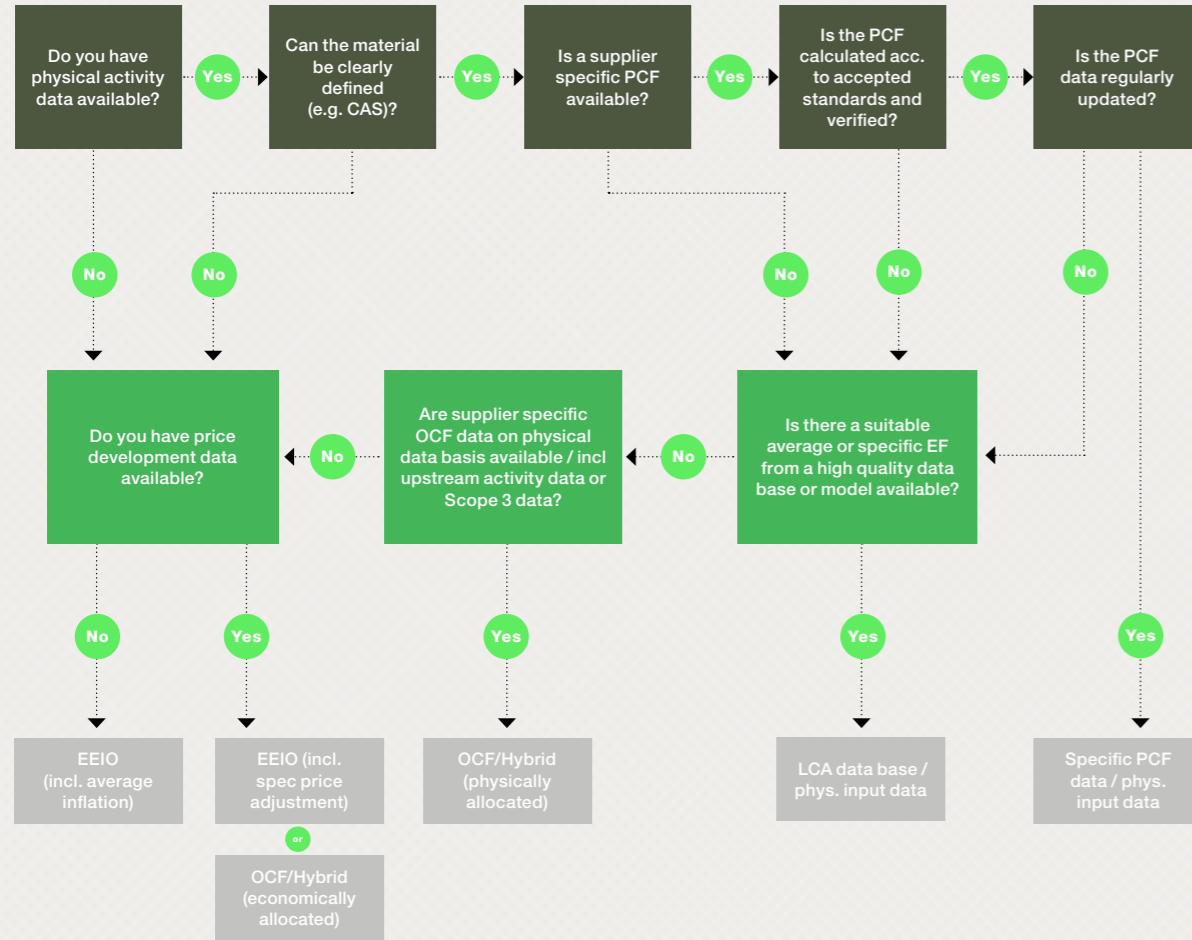 Do you have
physical activity
data available?
Yes
Can the material
be clearly
defined
(e.g. CAS)?
Yes
Is a supplier
specific PCF
available?
Yes
Is the PCF
calculated acc.
to accepted
standards and
verified?
Yes
Is the PCF
data regularly
updated?
No
No
No
No
No
Do you have price
development data
available?
No
Are supplier specific
OCF data on physical
data basis available / incl
upstream activity data or
Scope 3 data?
No
Is there a suitable
average or specific EF
from a high quality data
base or model available?
No
Yes
Yes
Yes
Yes
EEIO
(incl. average
inflation)
EEIO (incl.
spec price
adjustment)
or
OCF/Hybrid
(economically
allocated)
OCF/Hybrid
(physically
allocated)
LCA data base /
phys. input data
Specific PCF
data / phys.
input data